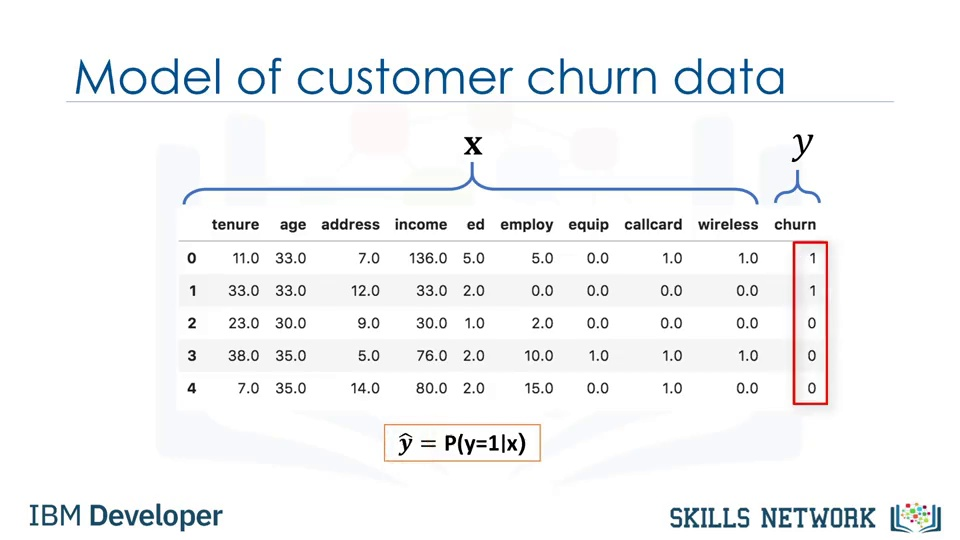 Model of customer churn data
x y
tenure age address income ed employ equip callcard wireless churn
0 11.0 33.0 7.0 136.0 5.0 5.0 0.0 1.0 1.0 1
1 33.0 33.0 12.0 33.0 2.0 0.0 0.0 0.0 0.0 1
2 23.0 30.0 9.0 30.0 1.0 2.0 0.0 0.0 0.0 0
3 38.0 35.0 5.0 76.0 2.0 10.0 1.0 1.0 1.0 0
4 7.0 35.0 14.0 80.0 2.0 15.0 0.0 1.0 0.0 0
ŷ = P(y=1|x)
IBM Developer
SKILLS NETWORK